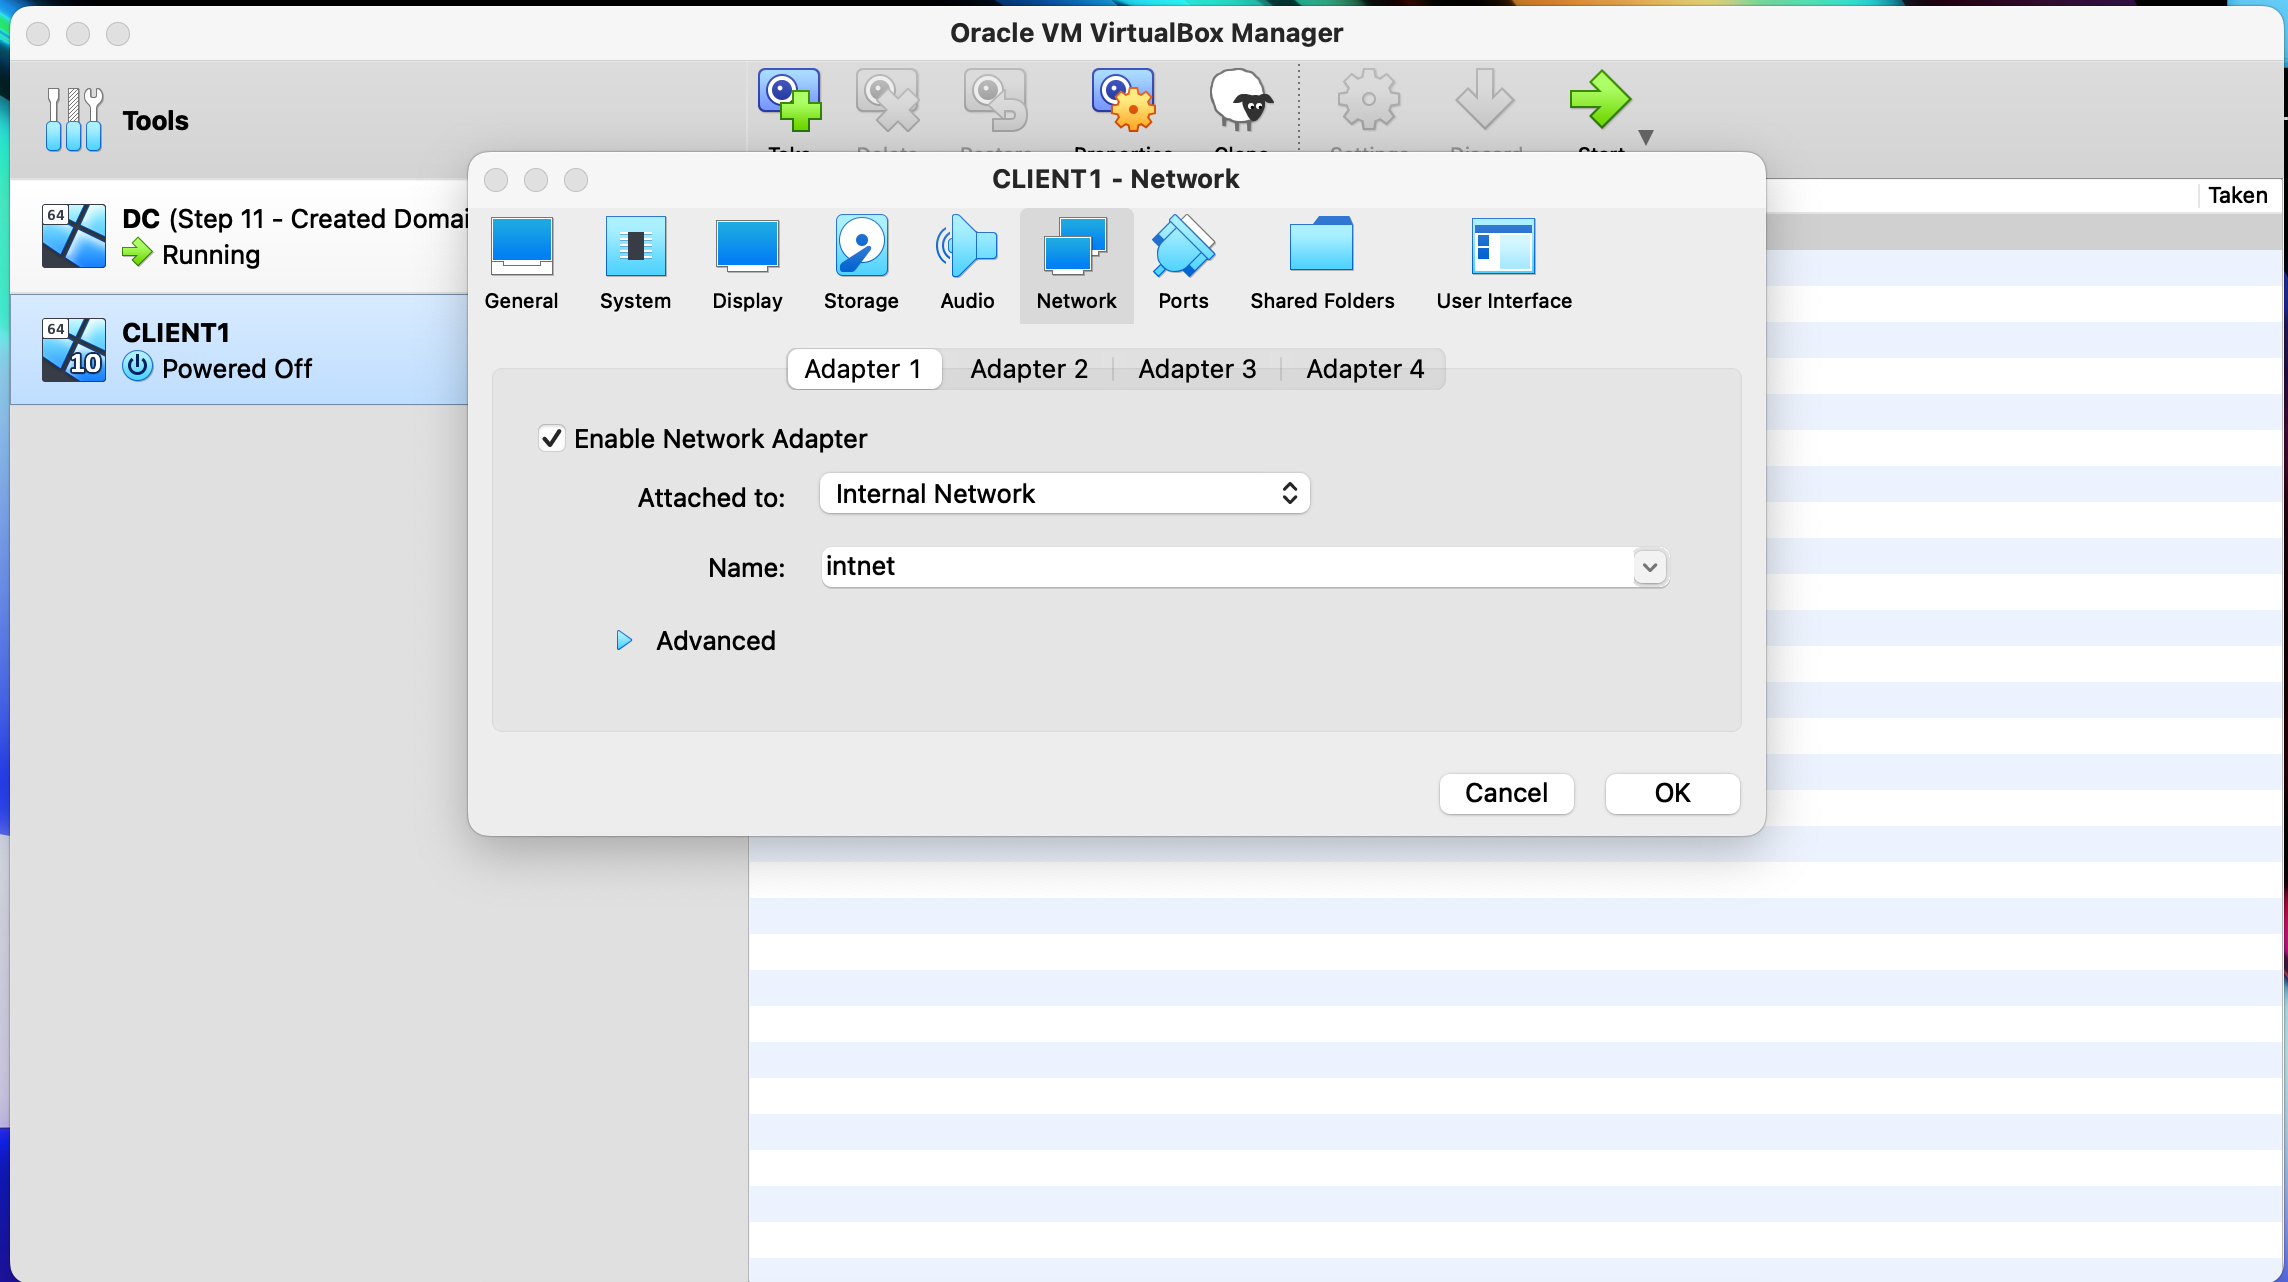 Oracle VM VirtualBox Manager
Tools
Taken
64
DC (Step 11 - Created Domai
Running
64
10
CLIENT1
Powered Off
CLIENT1 - Network
General
System
Display
Storage
Audio
Network
Ports
Shared Folders
User Interface
Adapter 1
Adapter 2
Adapter 3
Adapter 4
Enable Network Adapter
Attached to:
Internal Network
Name:
intnet
Advanced
Cancel
OK